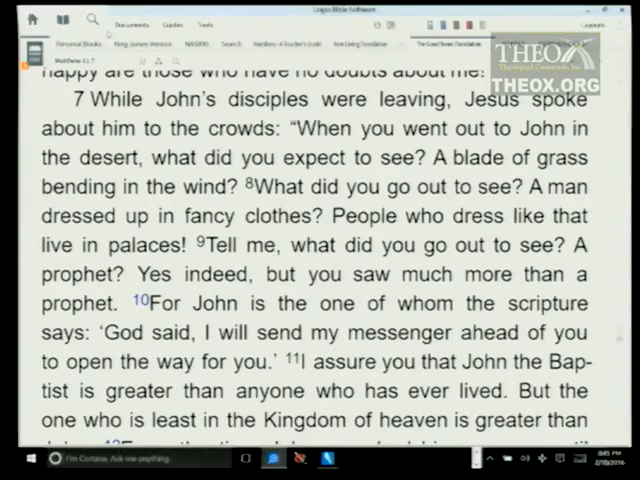 Logos Bible Software
Documents Guides Tools Layouts
Personal Books King James Version NASB95 Search Numbers: A Teacher's Guide New Living Translation The Good News Translation
Matthew 11:7
THEOX
THEOX.ORG
happy are those who have no doubts about me!
7 While John's disciples were leaving, Jesus spoke
about him to the crowds: "When you went out to John in
the desert, what did you expect to see? A blade of grass
bending in the wind? 8What did you go out to see? A man
dressed up in fancy clothes? People who dress like that
live in palaces! 9Tell me, what did you go out to see? A
prophet? Yes indeed, but you saw much more than a
prophet. 10For John is the one of whom the scripture
says: 'God said, I will send my messenger ahead of you
to open the way for you.' 11I assure you that John the Bap-
tist is greater than anyone who has ever lived. But the
one who is least in the Kingdom of heaven is greater than
I'm Cortana. Ask me anything.
8:45 PM